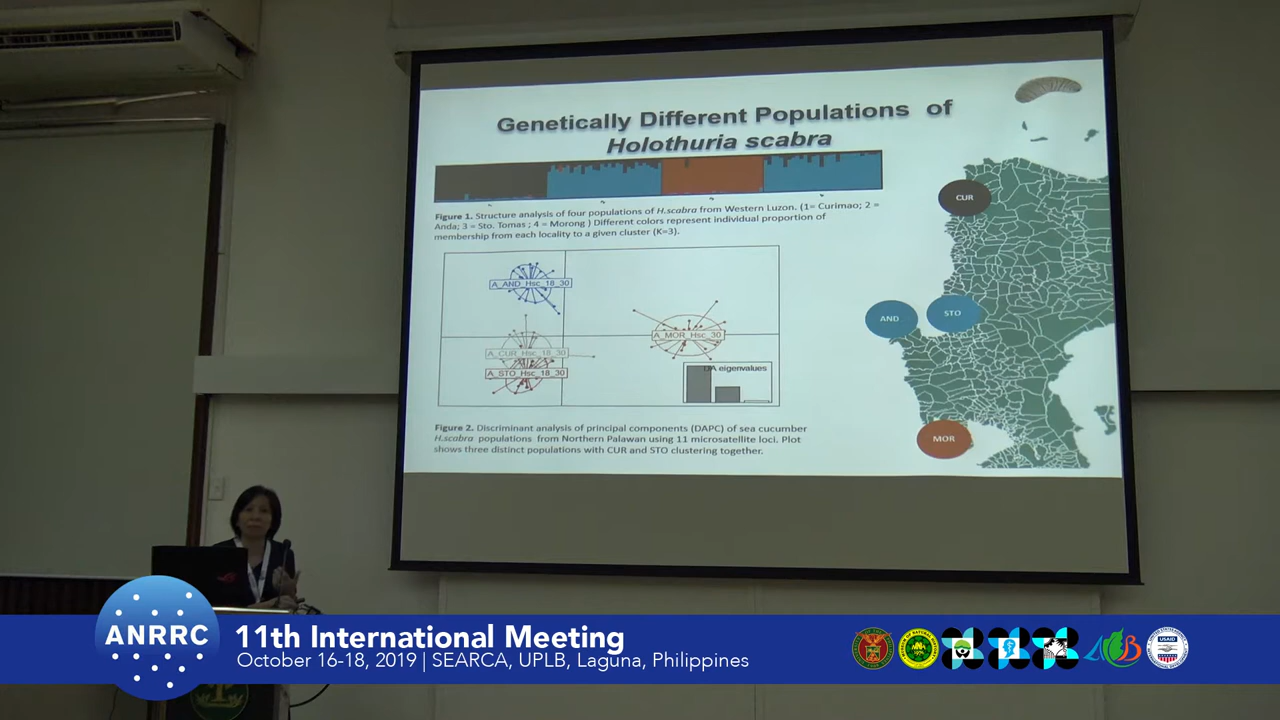 Genetically Different Populations of
Holothuria scabra
Figure 1. Structure analysis of four populations of H.scabra from Western Luzon. (1= Curimao; 2 =
Anda; 3 = Sto. Tomas ; 4 = Morong ) Different colors represent individual proportion of
membership from each locality to a given cluster (K=3).
CUR
AND
STO
MOR
A_AND_Hsc_18_30
A_MOR_Hsc_30
A_CUR_Hsc_18_30
A_STO_Hsc_18_30
DA eigenvalues
Figure 2. Discriminant analysis of principal components (DAPC) of sea cucumber
H.scabra populations from Northern Palawan using 11 microsatellite loci. Plot
shows three distinct populations with CUR and STO clustering together.
ANRRC
11th International Meeting
October 16-18, 2019 | SEARCA, UPLB, Laguna, Philippines
USAID